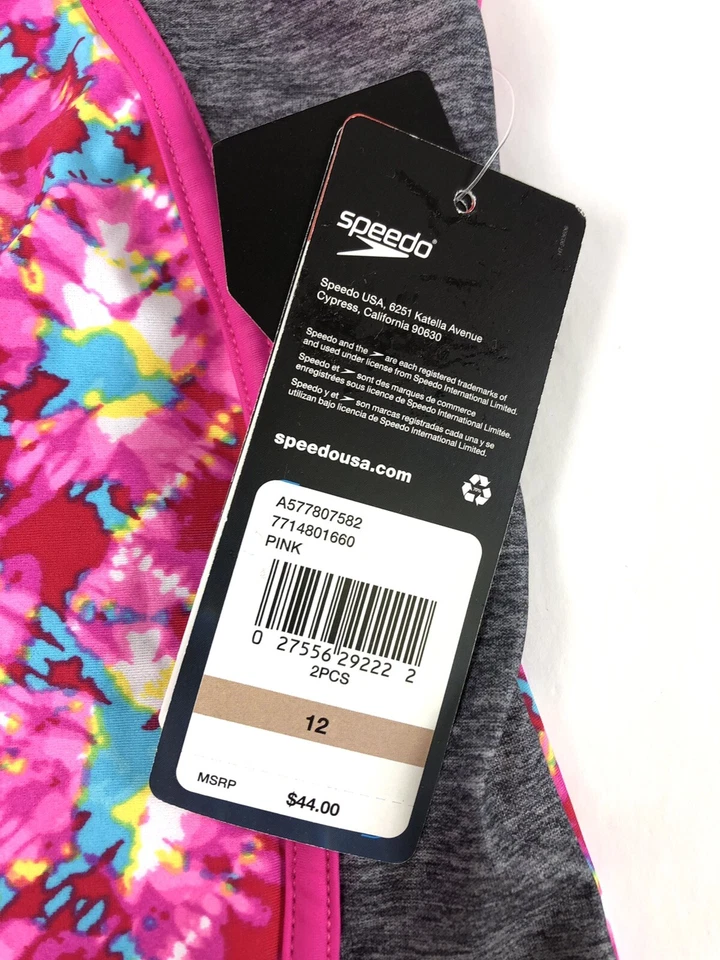 speedo®
Speedo USA, 6251 Katella Avenue
Cypress, California 90630
Speedo and the are each registered trademarks of
and used under license from Speedo International Limited.
Speedo et sont des marques de commerce
enregistrées sous licence de Speedo International Limitée.
Speedo y et son marcas registradas cada una y se
utilizan bajo licencia de Speedo International Limited.
speedousa.com
A577807582
7714801660
PINK
0 27556 29222 2
2PCS
12
MSRP $44.00